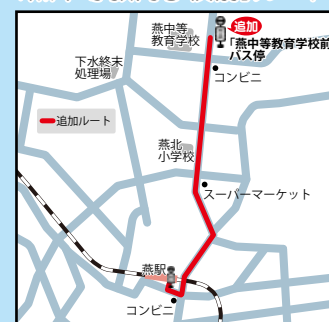 燕中等
教育学校
追加
「燕中等教育学校前」
バス停
下水終末
処理場
コンビニ
追加ルート
燕北
小学校
スーパーマーケット
燕駅
コンビニ